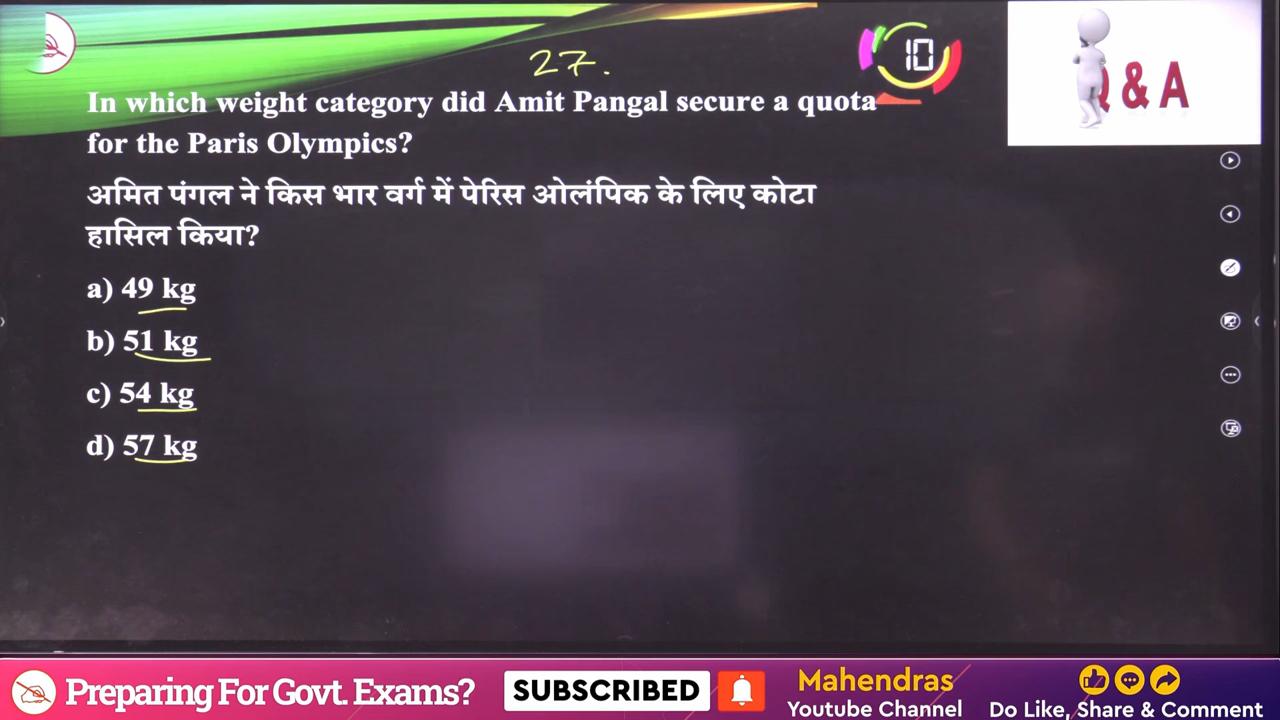 27.
10
In which weight category did Amit Pangal secure a quota
for the Paris Olympics?
Q & A
अमित पंगल ने किस भार वर्ग में पेरिस ओलंपिक के लिए कोटा
हासिल किया?
a) 49 kg
b) 51 kg
c) 54 kg
d) 57 kg
Preparing For Govt. Exams?
SUBSCRIBED
Mahendras
Youtube Channel
Do Like, Share & Comment